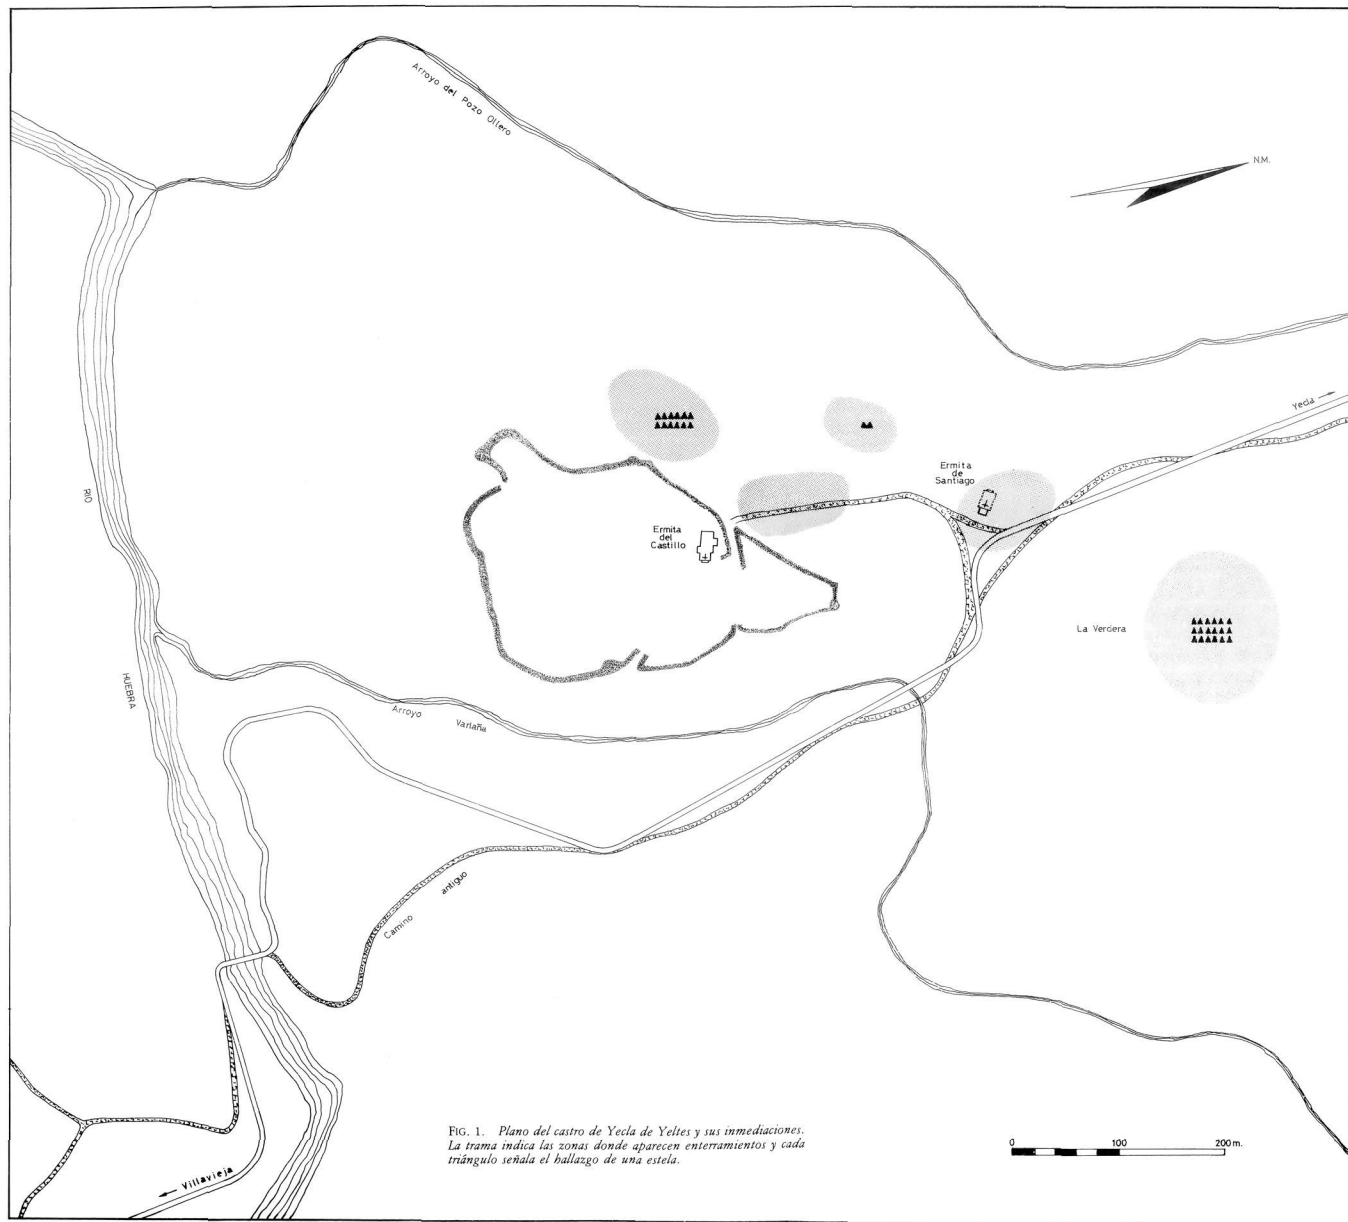 Arroyo del Pozo Ollero
N.M.
Yecla
Ermita
de
Santiago
Ermita
del
Castillo
RIO
HUEBRA
La Verdera
Arroyo Varlaña
Camino antiguo
Villavieja
FIG. 1. Plano del castro de Yecla de Yeltes y sus inmediaciones.
La trama indica las zonas donde aparecen enterramientos y cada
triángulo señala el hallazgo de una estela.
0 100 200 m.